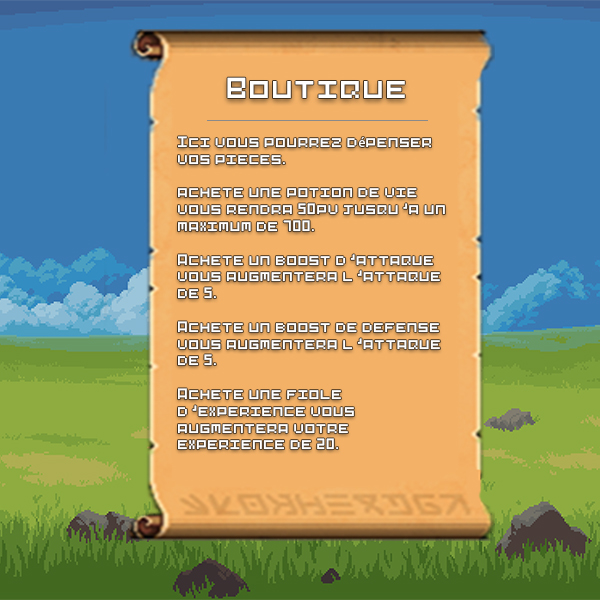 Boutique
Ici vous pourrez dépenser
vos pieces.
achete une potion de vie
vous rendra 50pv jusqu 'a un
maximum de 700.
Achete un boost d 'attaque
vous augmentera l 'attaque
de 5.
Achete un boost de defense
vous augmentera l 'attaque
de 5.
Achete une fiole
d 'experience vous
augmentera votre
experience de 20.